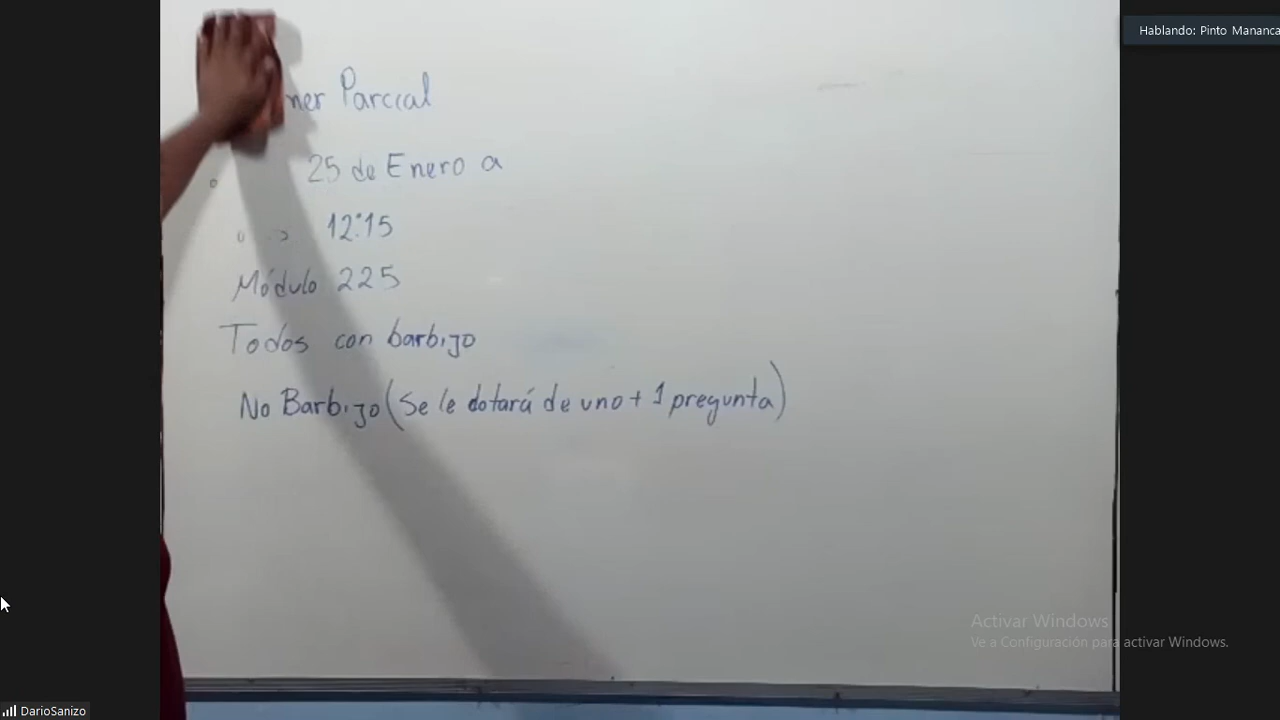 Hablando: Pinto Mananca
ner Parcial
25 de Enero a
12:15
Módulo 225
Todos con barbijo
No Barbijo (Se le dotará de uno + 1 pregunta)
Activar Windows
Ve a Configuración para activar Windows.
DarioSanizo